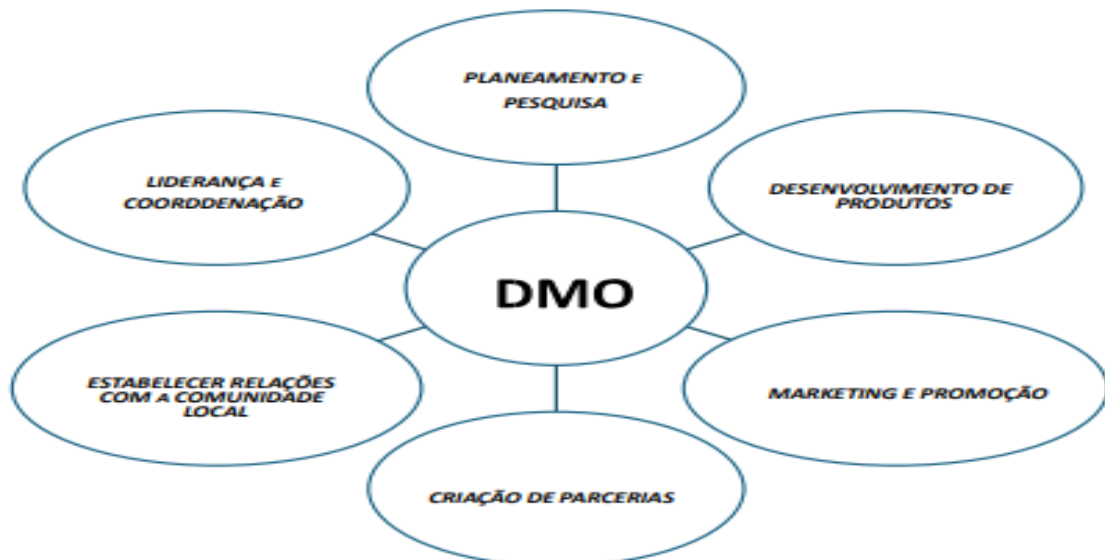 PLANEAMENTO E
PESQUISA
LIDERANÇA E
COORDDENAÇÃO
DESENVOLVIMENTO DE
PRODUTOS
DMO
ESTABELECER RELAÇÕES
COM A COMUNIDADE
LOCAL
MARKETING E PROMOÇÃO
CRIAÇÃO DE PARCERIAS